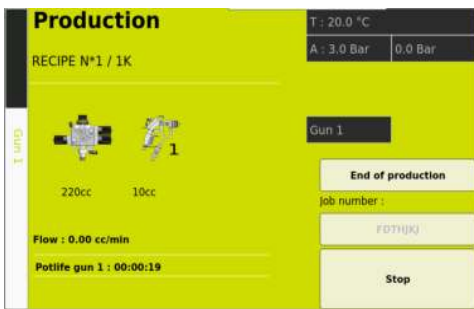 Production
T : 20.0 °C
A : 3.0 Bar
0.0 Bar
RECIPE N*1 / 1K
Gun 1
1
Gun 1
220cc
10cc
End of production
Job number :
FDTHJKJ
Flow : 0.00 cc/min
Potlife gun 1 : 00:00:19
Stop